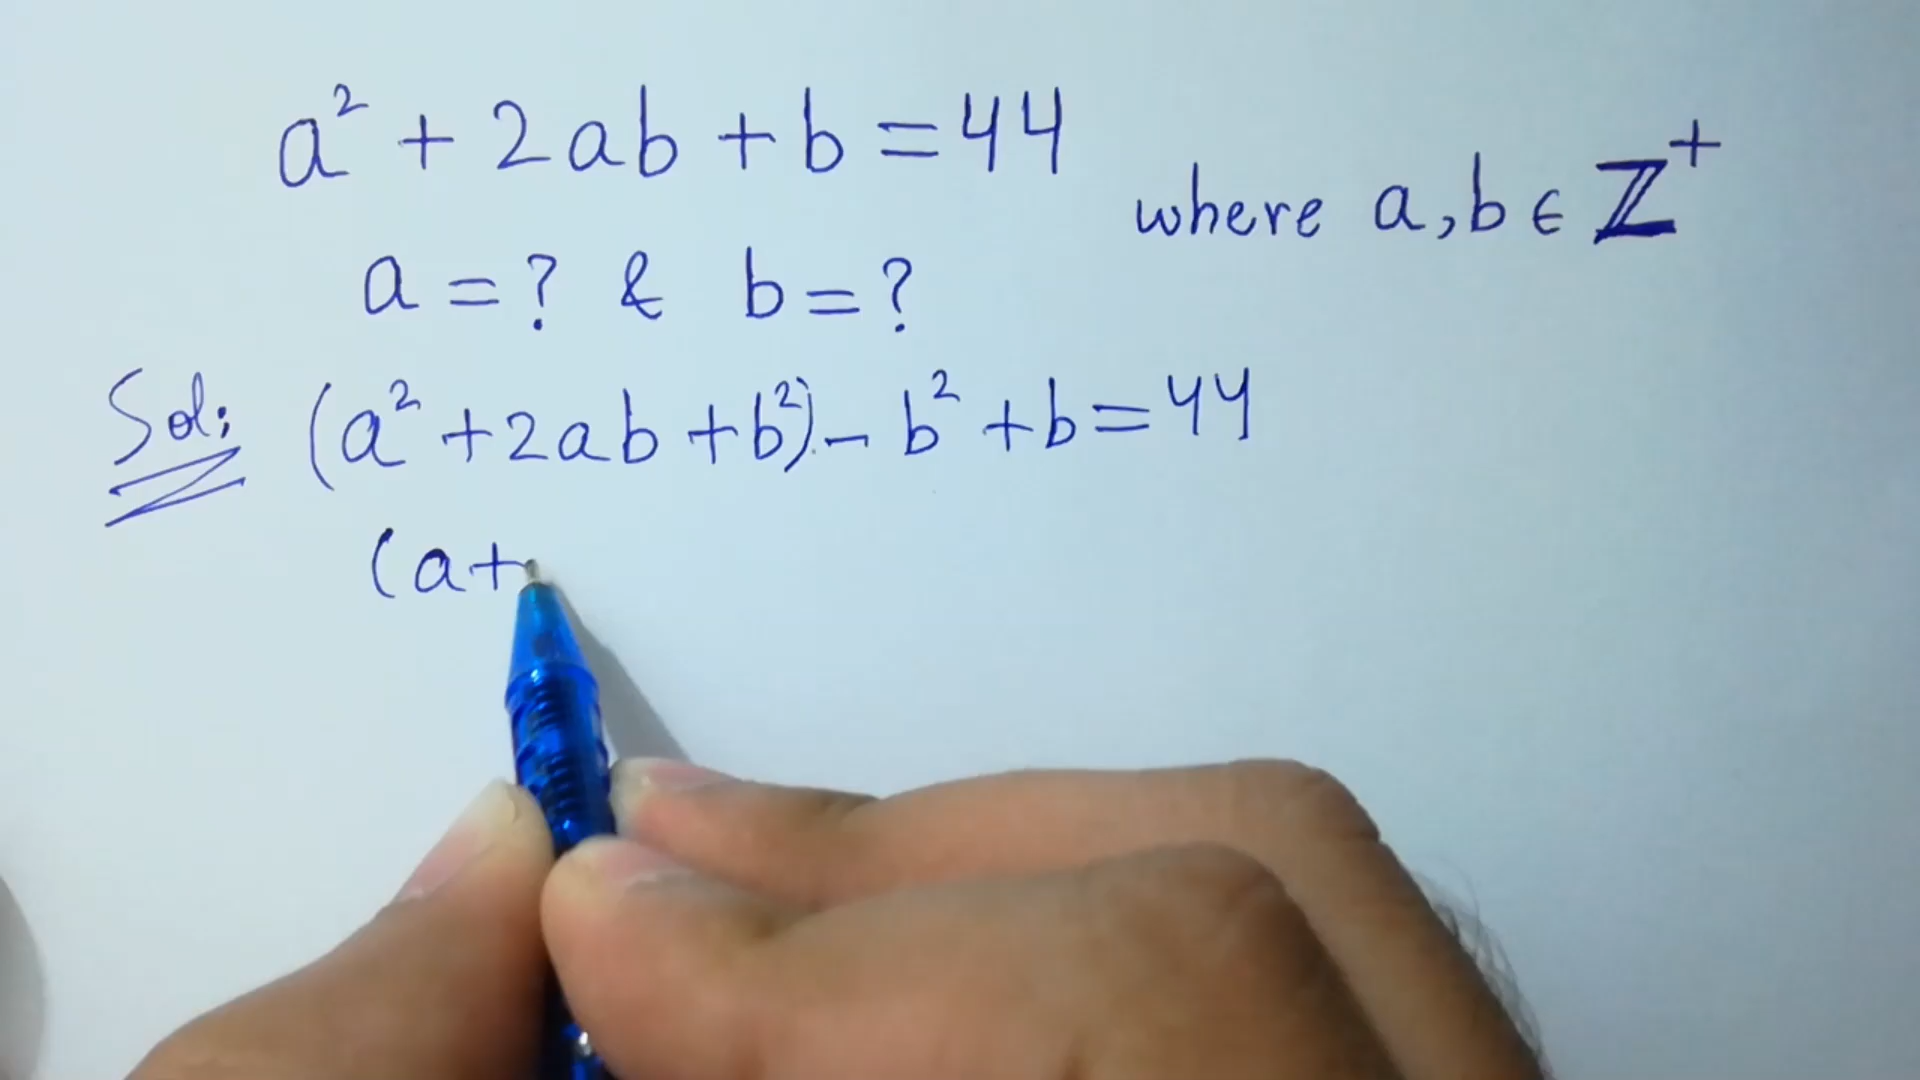 a² + 2ab + b = 44
where a, b ∈ ℤ⁺
a = ? & b = ?
Sol: (a² + 2ab + b²) - b² + b = 44
(a+